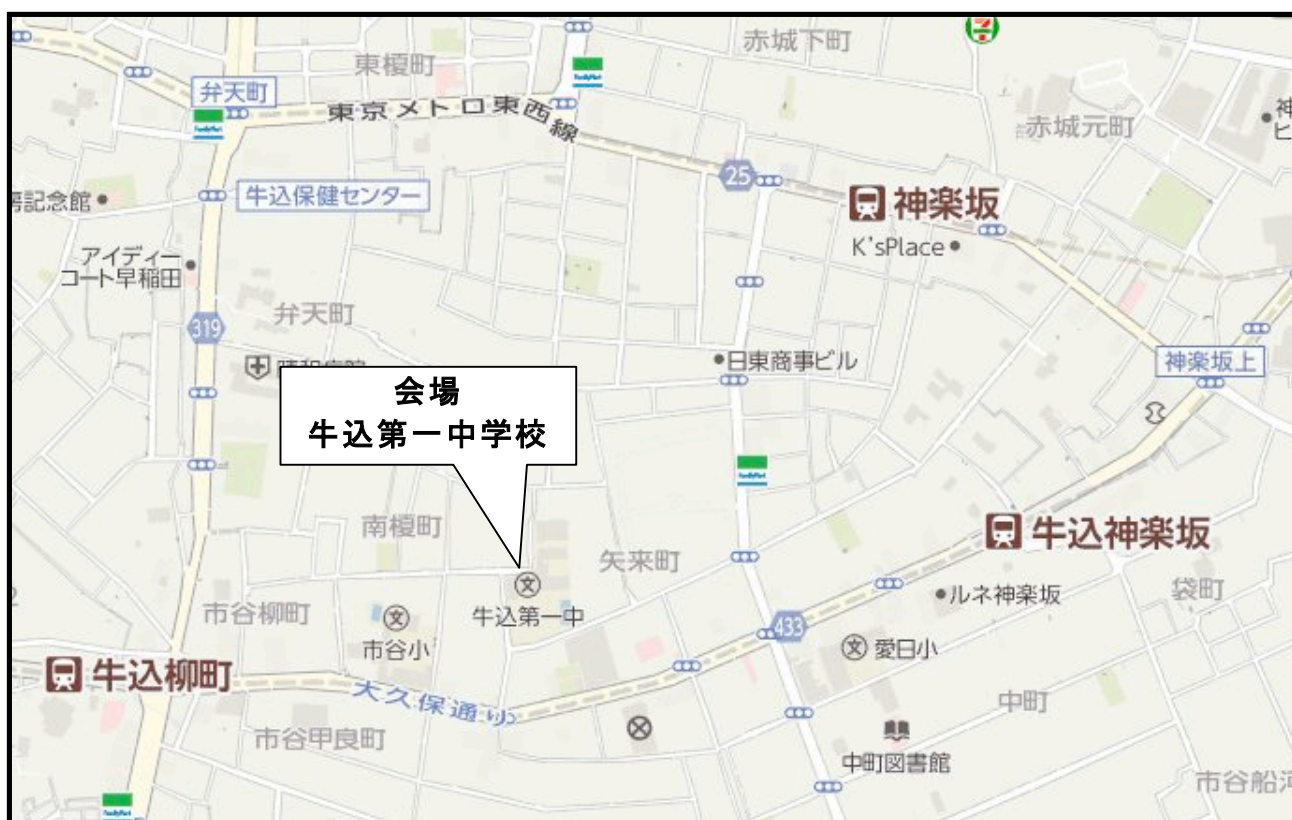 赤城下町
東榎町
弁天町
FamilyMart
FamilyMart
東京メトロ東西線
赤城元町
25
神楽坂
牛込保健センター
K'sPlace
アイディー
コート早稲田
弁天町
319
日東商事ビル
神楽坂上
会場
牛込第一中学校
FamilyMart
南榎町
矢来町
牛込神楽坂
ルネ神楽坂
袋町
市谷柳町
牛込第一中
市谷小
433
愛日小
牛込柳町
大久保通り
中町
市谷甲良町
中町図書館
市谷船河
FamilyMart